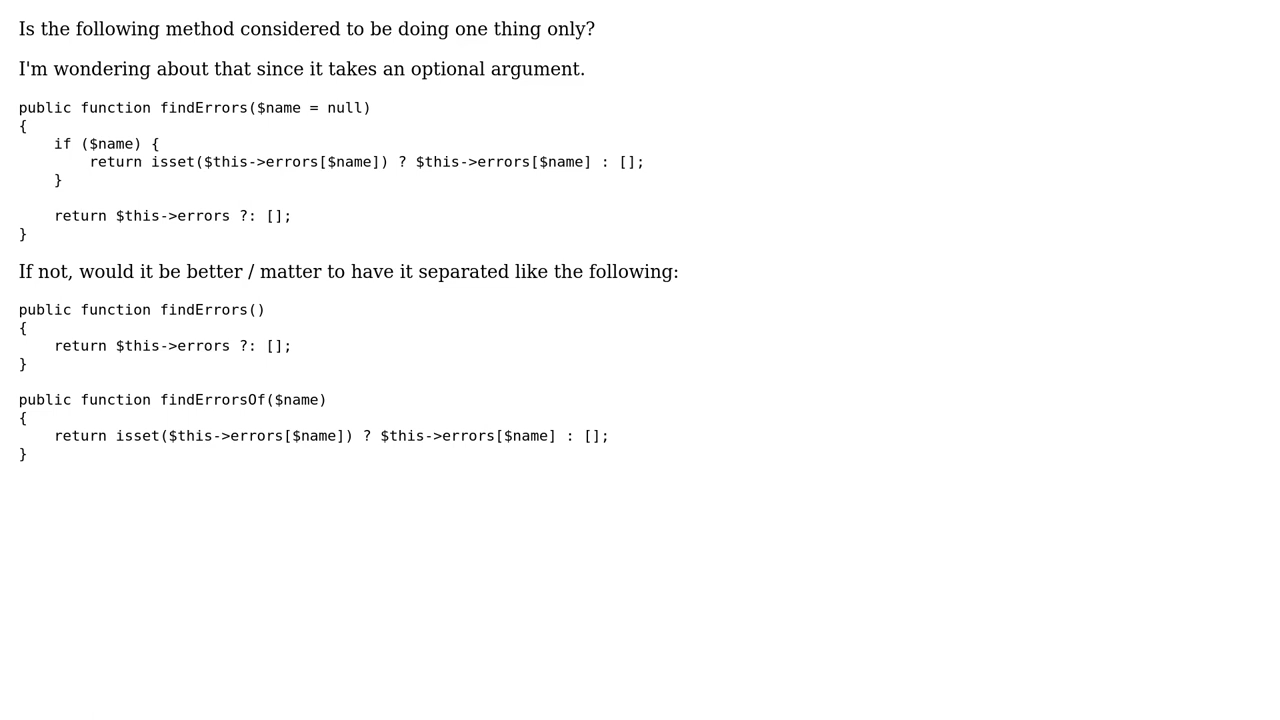 Is the following method considered to be doing one thing only?
I'm wondering about that since it takes an optional argument.
public function findErrors($name = null)
{
    if ($name) {
        return isset($this->errors[$name]) ? $this->errors[$name] : [];
    }

    return $this->errors ?: [];
}
If not, would it be better / matter to have it separated like the following:
public function findErrors()
{
    return $this->errors ?: [];
}

public function findErrorsOf($name)
{
    return isset($this->errors[$name]) ? $this->errors[$name] : [];
}